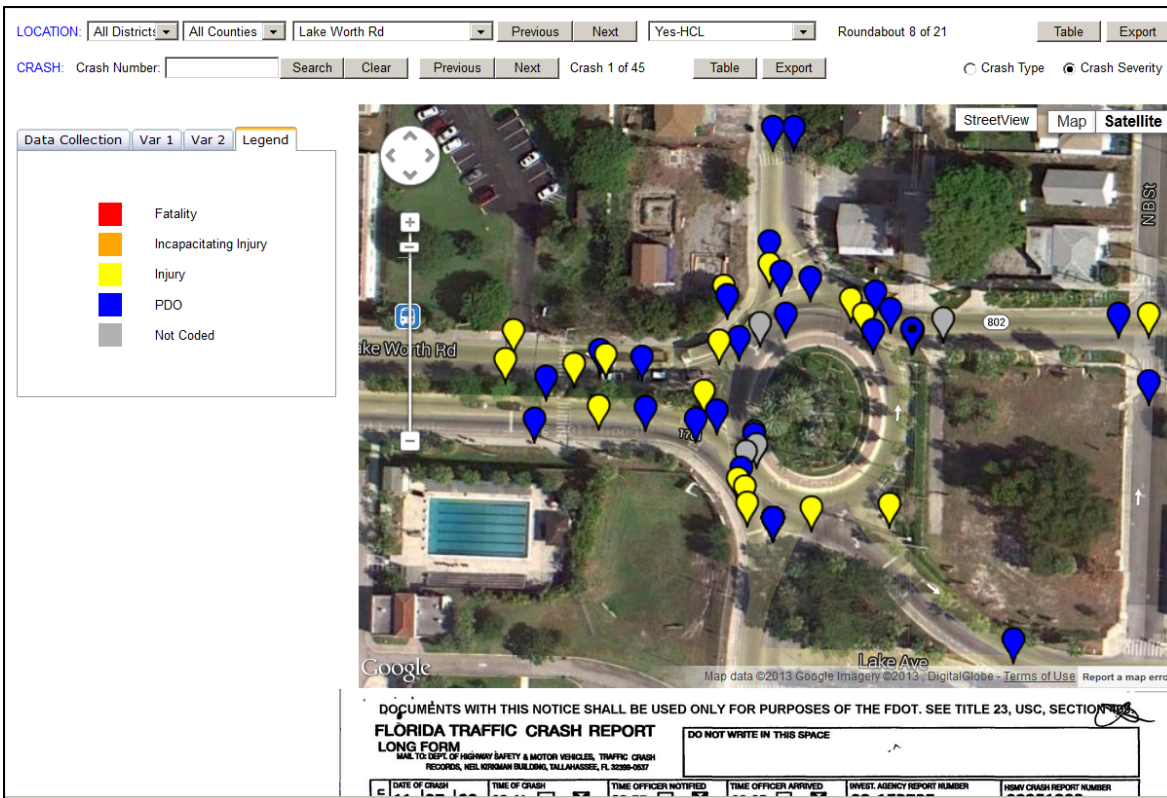 LOCATION: All Districts All Counties Lake Worth Rd Previous Next Yes-HCL Roundabout 8 of 21 Table Export
CRASH: Crash Number: Search Clear Previous Next Crash 1 of 45 Table Export Crash Type Crash Severity
Data Collection Var 1 Var 2 Legend
Fatality
Incapacitating Injury
Injury
PDO
Not Coded
StreetView Map Satellite
N B St
802
ke Worth Rd
Lake Ave
Google
Map data ©2013 Google Imagery ©2013 , DigitalGlobe - Terms of Use Report a map erro
DOCUMENTS WITH THIS NOTICE SHALL BE USED ONLY FOR PURPOSES OF THE FDOT. SEE TITLE 23, USC, SECTION
FLORIDA TRAFFIC CRASH REPORT
LONG FORM
MAIL TO: DEPT. OF HIGHWAY SAFETY & MOTOR VEHICLES, TRAFFIC CRASH
RECORDS, NEIL KIRKMAN BUILDING, TALLAHASSEE, FL 32399-0537
DO NOT WRITE IN THIS SPACE
DATE OF CRASH TIME OF CRASH TIME OFFICER NOTIFIED TIME OFFICER ARRIVED INVEST. AGENCY REPORT NUMBER HSMV CRASH REPORT NUMBER